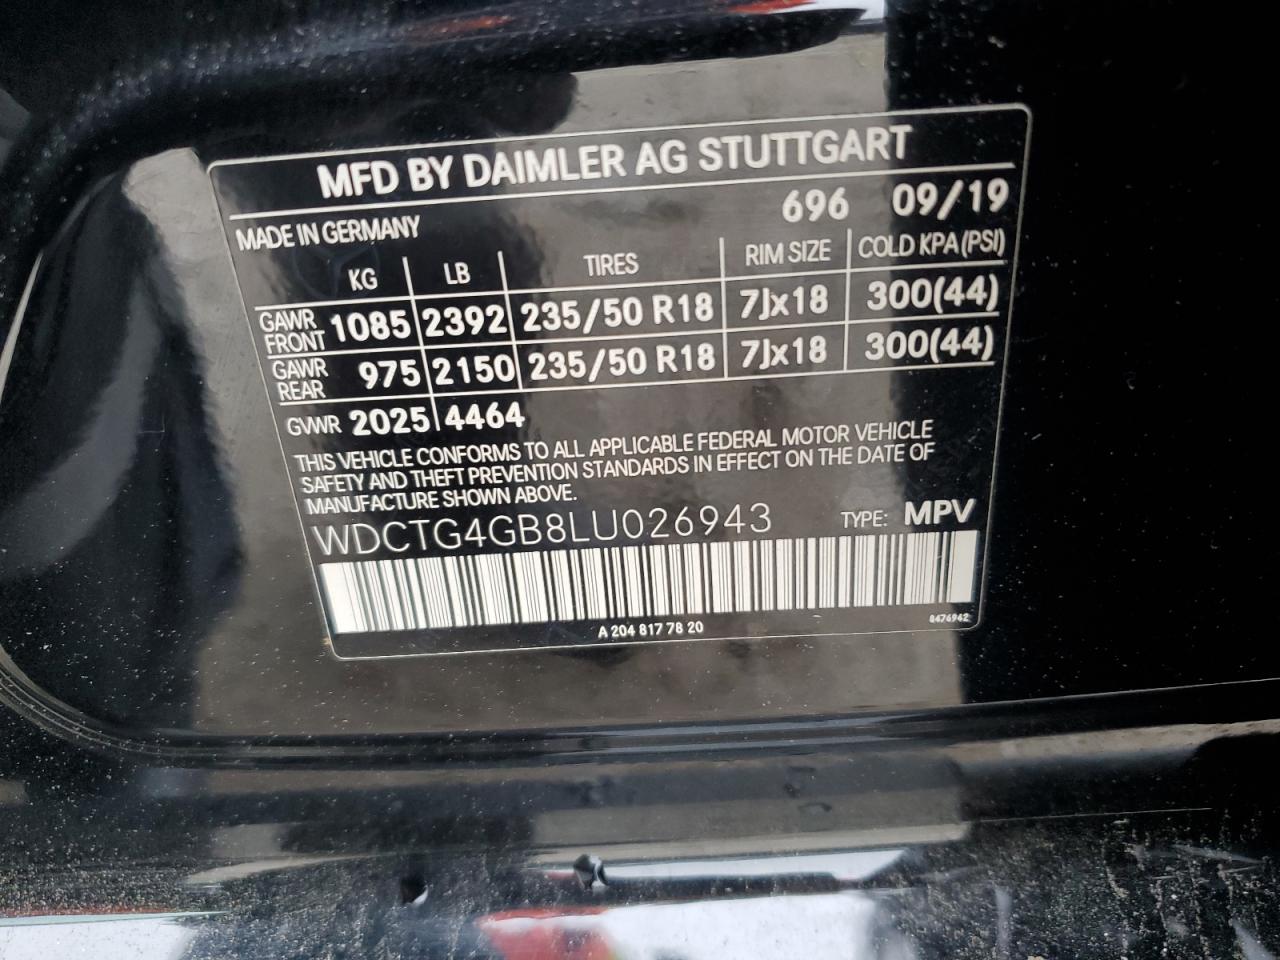 MFD BY DAIMLER AG STUTTGART
696 09/19
MADE IN GERMANY
KG LB TIRES RIM SIZE COLD KPA (PSI)
GAWR FRONT 1085 2392 235/50 R18 7Jx18 300(44)
GAWR REAR 975 2150 235/50 R18 7Jx18 300(44)
GVWR 2025 4464
THIS VEHICLE CONFORMS TO ALL APPLICABLE FEDERAL MOTOR VEHICLE
SAFETY AND THEFT PREVENTION STANDARDS IN EFFECT ON THE DATE OF
MANUFACTURE SHOWN ABOVE.
WDCTG4GB8LU026943 TYPE: MPV
A 204 817 78 20 8476942